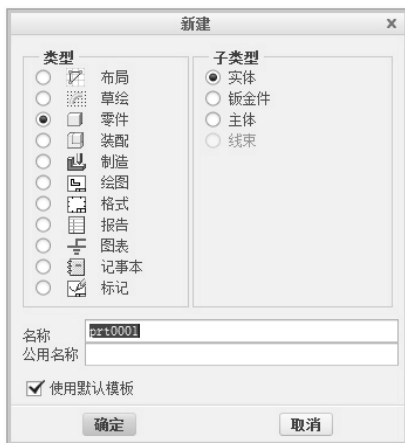 新建
x
类型
布局
草绘
零件
装配
制造
绘图
格式
报告
图表
记事本
标记
子类型
实体
钣金件
主体
线束
名称 prt0001
公用名称
使用默认模板
确定 取消